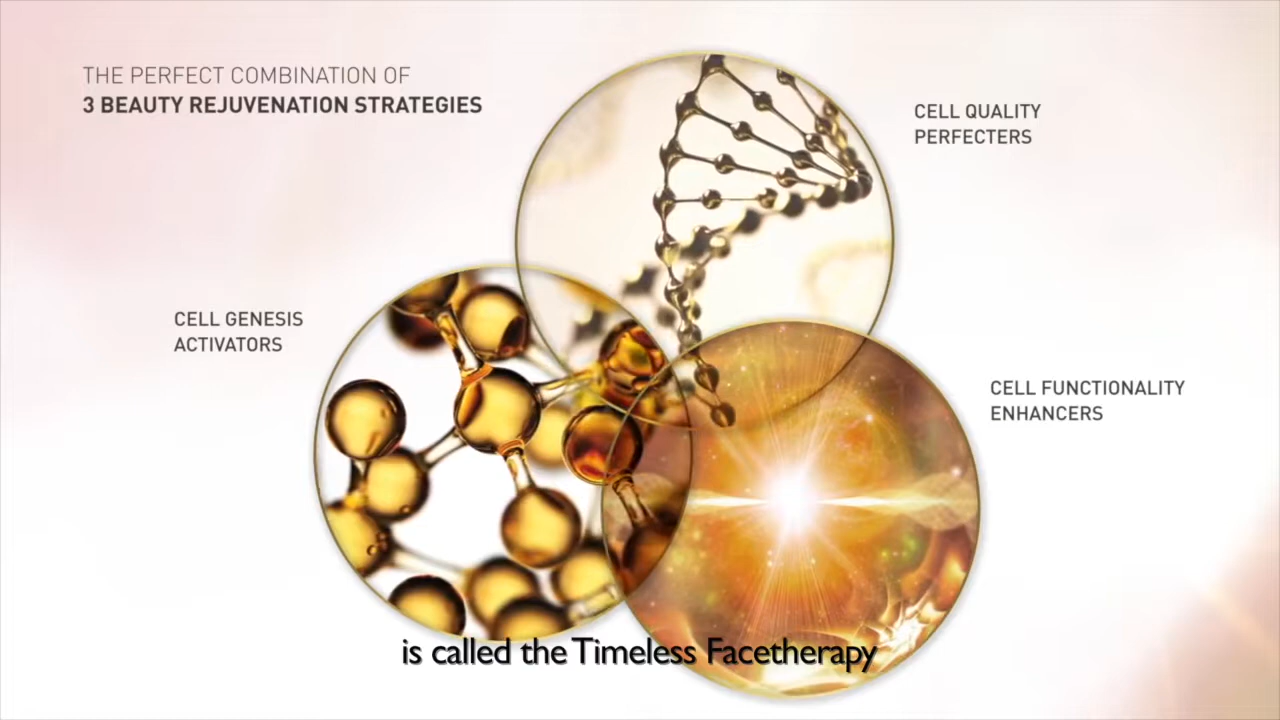 THE PERFECT COMBINATION OF
3 BEAUTY REJUVENATION STRATEGIES
CELL QUALITY
PERFECTERS
CELL GENESIS
ACTIVATORS
CELL FUNCTIONALITY
ENHANCERS
is called the Timeless Facetherapy